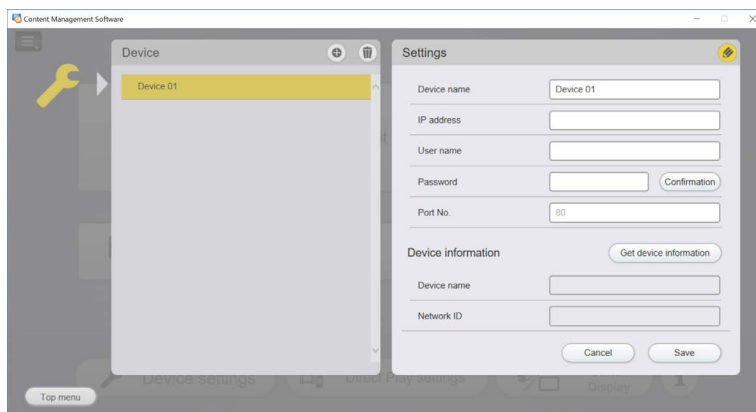 Content Management Software
Device
Device 01
Settings
Device name
Device 01
IP address
User name
Password
Confirmation
Port No.
80
Device information
Get device information
Device name
Network ID
Cancel
Save
Device settings
Direct Play settings
Display
Top menu